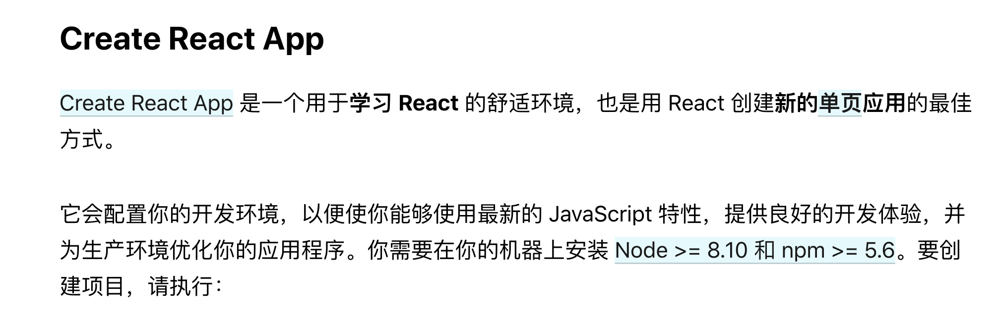 Create React App
Create React App 是一个用于学习 React 的舒适环境，也是用 React 创建新的单页应用的最佳
方式。
它会配置你的开发环境，以便使你能够使用最新的 JavaScript 特性，提供良好的开发体验，并
为生产环境优化你的应用程序。你需要在你的机器上安装 Node >= 8.10 和 npm >= 5.6。要创
建项目，请执行：